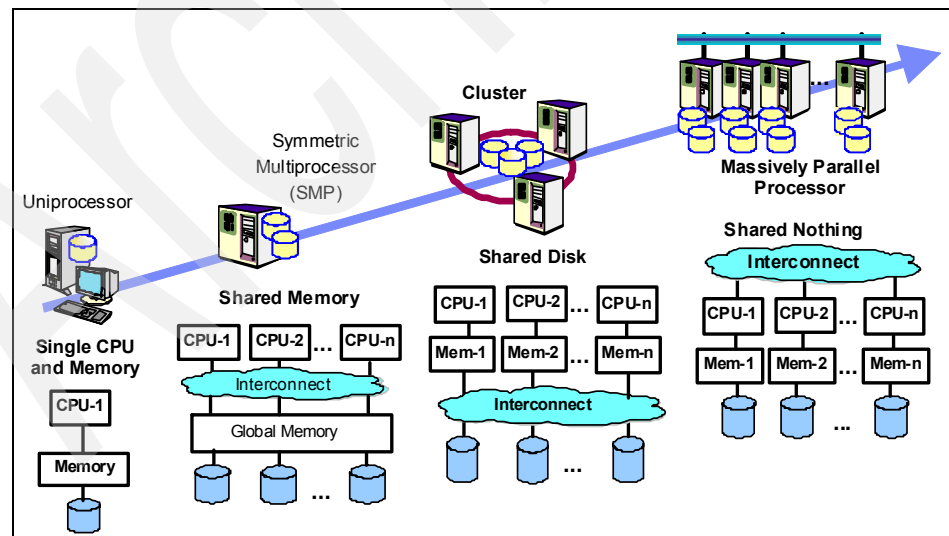 Cluster
Symmetric
Multiprocessor
(SMP)
...
Massively Parallel
Processor
Uniprocessor
Shared Nothing
Interconnect
Shared Disk
Shared Memory
Single CPU
and Memory
CPU-1
Memory
CPU-1 CPU-2 ... CPU-n
Interconnect
Global Memory
...
CPU-1 CPU-2 ... CPU-n
Mem-1 Mem-2 ... Mem-n
Interconnect
...
CPU-1 CPU-2 ... CPU-n
Mem-1 Mem-2 ... Mem-n
...